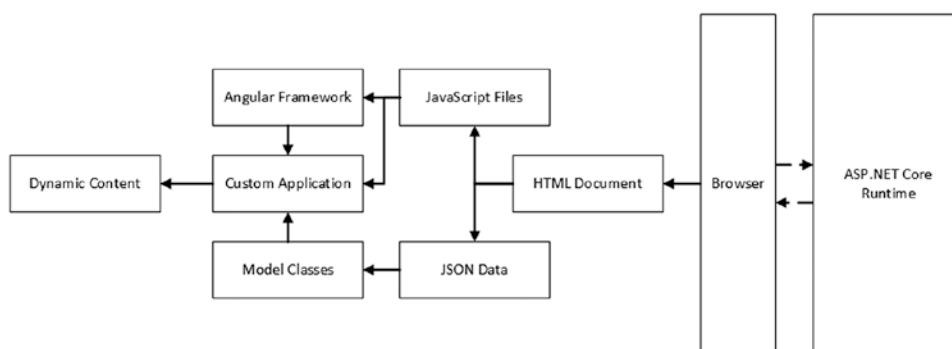 Angular Framework
JavaScript Files
Dynamic Content
Custom Application
HTML Document
Browser
ASP.NET Core
Runtime
Model Classes
JSON Data